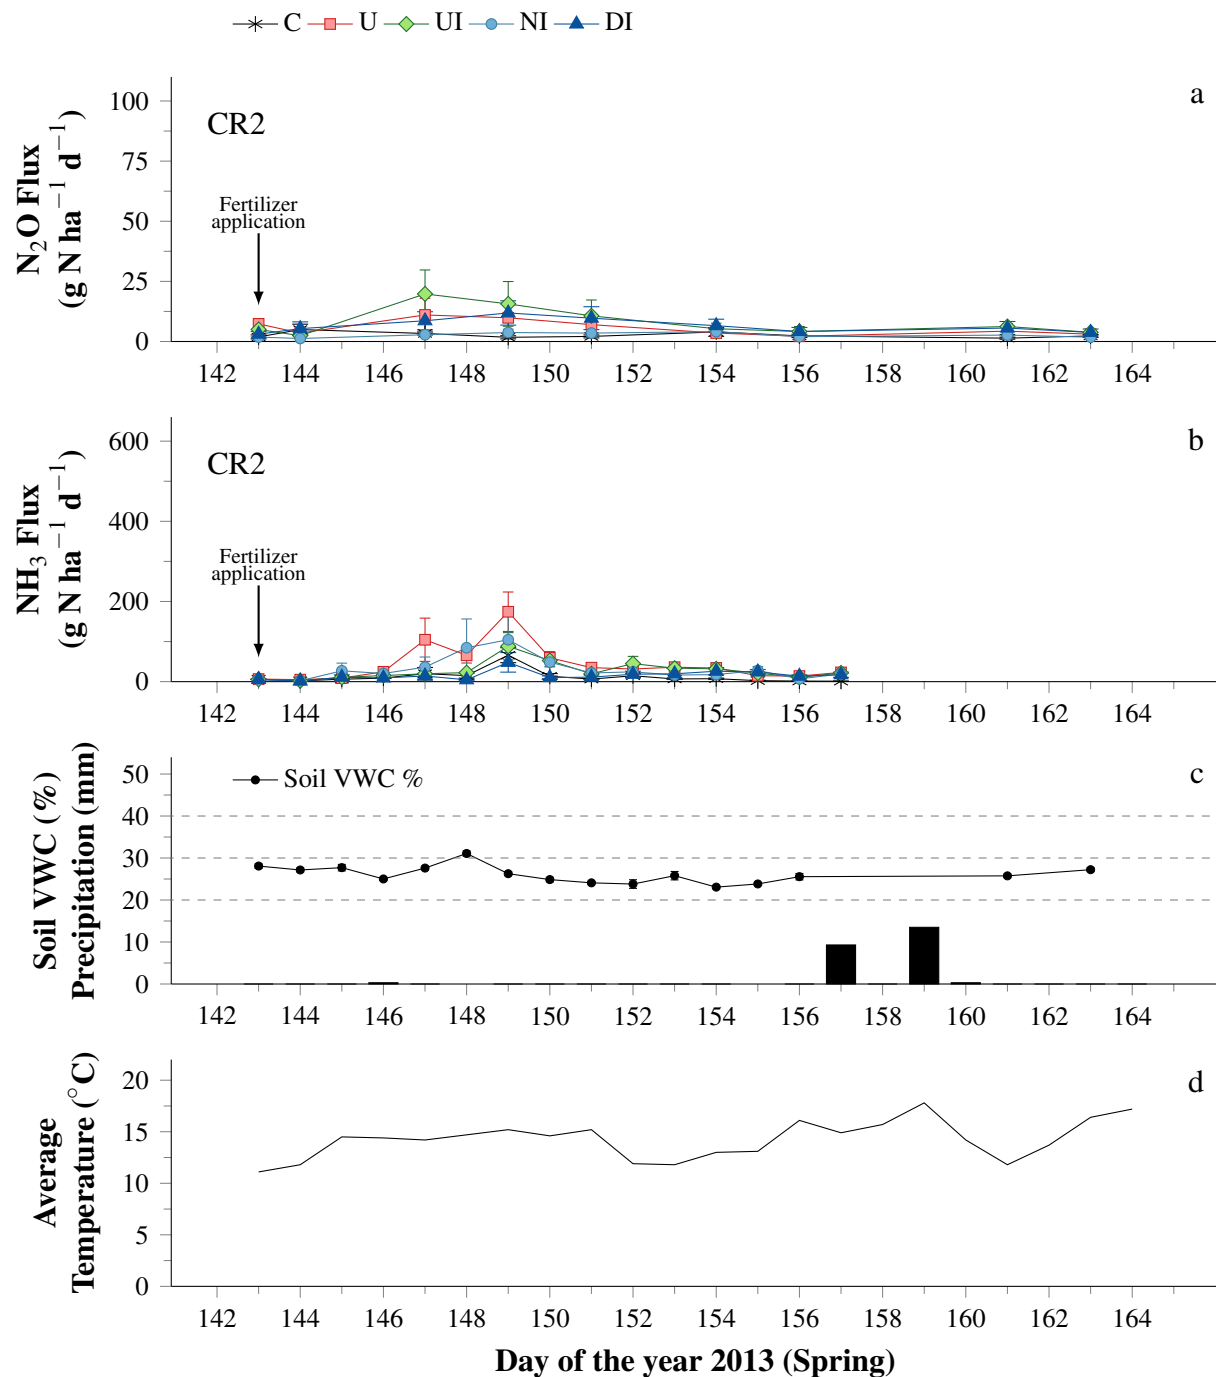 C U UI NI DI
a
CR2
Fertilizer
application
N₂O Flux
(g N ha⁻¹ d⁻¹)
100
75
50
25
0
142 144 146 148 150 152 154 156 158 160 162 164
b
CR2
Fertilizer
application
NH₃ Flux
(g N ha⁻¹ d⁻¹)
600
400
200
0
142 144 146 148 150 152 154 156 158 160 162 164
c
Soil VWC %
Soil VWC (%)
Precipitation (mm)
50
40
30
20
10
0
142 144 146 148 150 152 154 156 158 160 162 164
d
Average
Temperature (°C)
20
15
10
5
0
142 144 146 148 150 152 154 156 158 160 162 164
Day of the year 2013 (Spring)